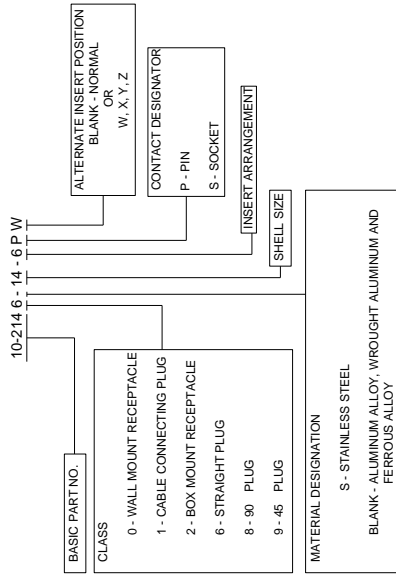 10-214 6 - 14 - 6 P W
BASIC PART NO.
CLASS
0 - WALL MOUNT RECEPTACLE
1 - CABLE CONNECTING PLUG
2 - BOX MOUNT RECEPTACLE
6 - STRAIGHT PLUG
8 - 90 PLUG
9 - 45 PLUG
MATERIAL DESIGNATION
S - STAINLESS STEEL
BLANK - ALUMINUM ALLOY, WROUGHT ALUMINUM AND
FERROUS ALLOY
SHELL SIZE
INSERT ARRANGEMENT
CONTACT DESIGNATOR
P - PIN
S - SOCKET
ALTERNATE INSERT POSITION
BLANK - NORMAL
OR
W, X, Y, Z